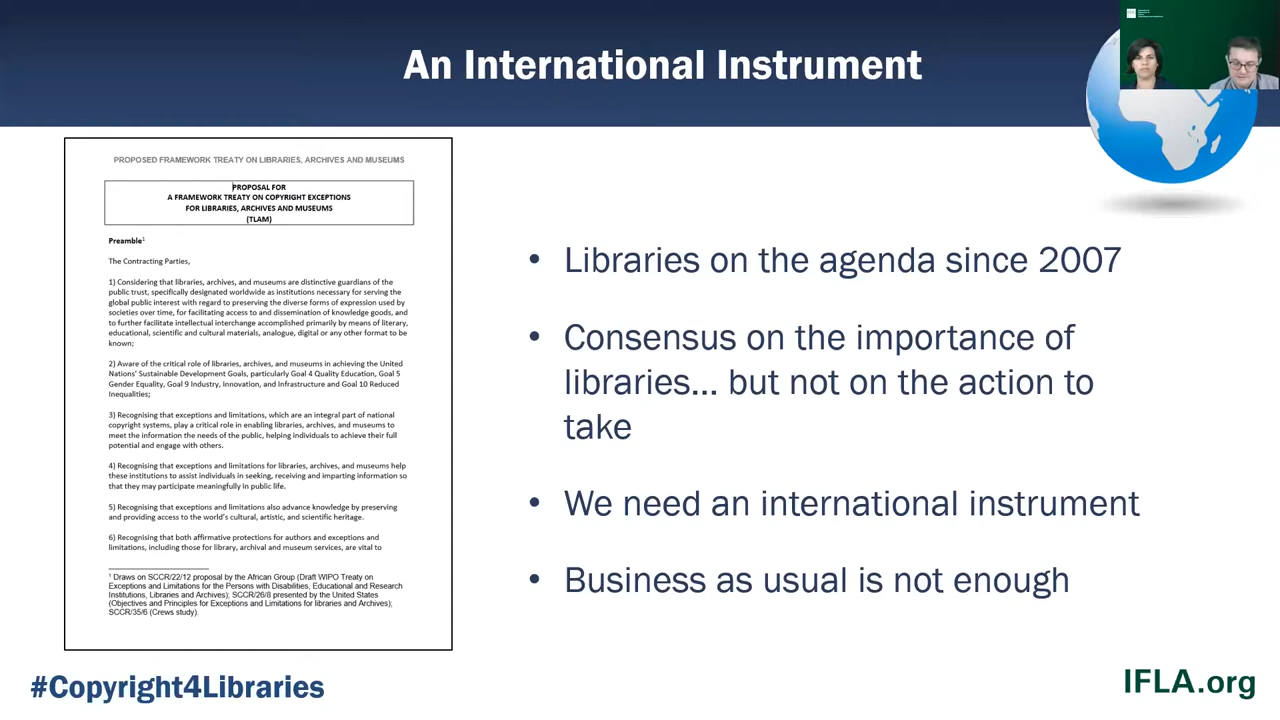 An International Instrument
PROPOSED FRAMEWORK TREATY ON LIBRARIES, ARCHIVES AND MUSEUMS
PROPOSAL FOR
A FRAMEWORK TREATY ON COPYRIGHT EXCEPTIONS
FOR LIBRARIES, ARCHIVES AND MUSEUMS
(TLAM)
Preamble¹
The Contracting Parties,
1) Considering that libraries, archives, and museums are distinctive guardians of the
public trust, specifically designated worldwide as institutions necessary for serving the
global public interest with regard to preserving the diverse forms of expression used by
societies over time, for facilitating access to and dissemination of knowledge goods, and
to further facilitate intellectual interchange accomplished primarily by means of literary,
educational, scientific and cultural materials, analogue, digital or any other format to be
known;
2) Aware of the critical role of libraries, archives, and museums in achieving the United
Nations' Sustainable Development Goals, particularly Goal 4 Quality Education, Goal 5
Gender Equality, Goal 9 Industry, Innovation, and Infrastructure and Goal 10 Reduced
Inequalities;
3) Recognising that exceptions and limitations, which are an integral part of national
copyright systems, play a critical role in enabling libraries, archives, and museums to
meet the information the needs of the public, helping individuals to achieve their full
potential and engage with others.
4) Recognising that exceptions and limitations for libraries, archives, and museums help
these institutions to assist individuals in seeking, receiving and imparting information so
that they may participate meaningfully in public life.
5) Recognising that exceptions and limitations also advance knowledge by preserving
and providing access to the world's cultural, artistic, and scientific heritage.
6) Recognising that both affirmative protections for authors and exceptions and
limitations, including those for library, archival and museum services, are vital to
¹ Draws on SCCR/22/12 proposal by the African Group (Draft WIPO Treaty on
Exceptions and Limitations for the Persons with Disabilities, Educational and Research
Institutions, Libraries and Archives); SCCR/26/8 presented by the United States
(Objectives and Principles for Exceptions and Limitations for libraries and Archives);
SCCR/35/6 (Crews study).
• Libraries on the agenda since 2007
• Consensus on the importance of
libraries... but not on the action to
take
• We need an international instrument
• Business as usual is not enough
#Copyright4Libraries
IFLA.org